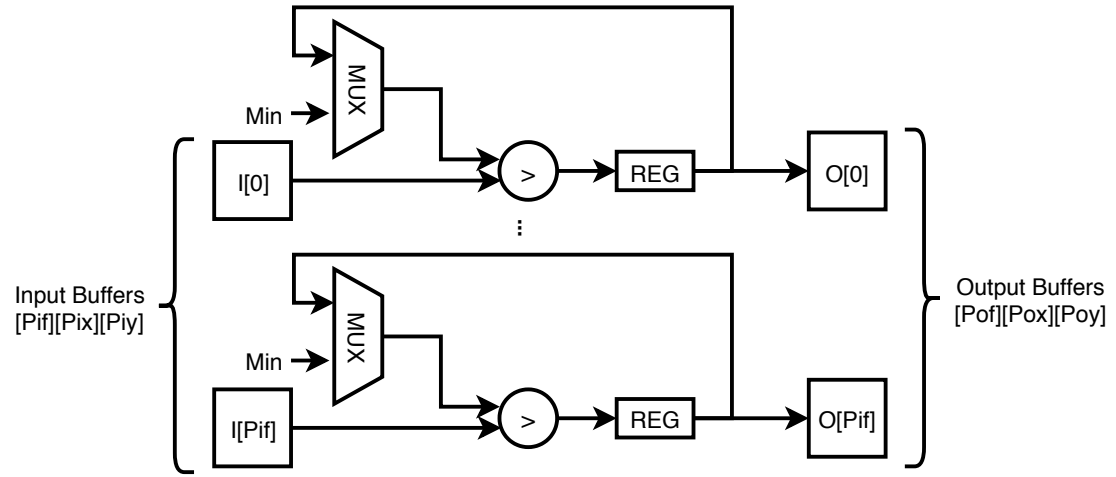 MUX
Min
I[0]
>
REG
O[0]
...
Input Buffers
[Pif][Pix][Piy]
Output Buffers
[Pof][Pox][Poy]
MUX
Min
I[Pif]
>
REG
O[Pif]